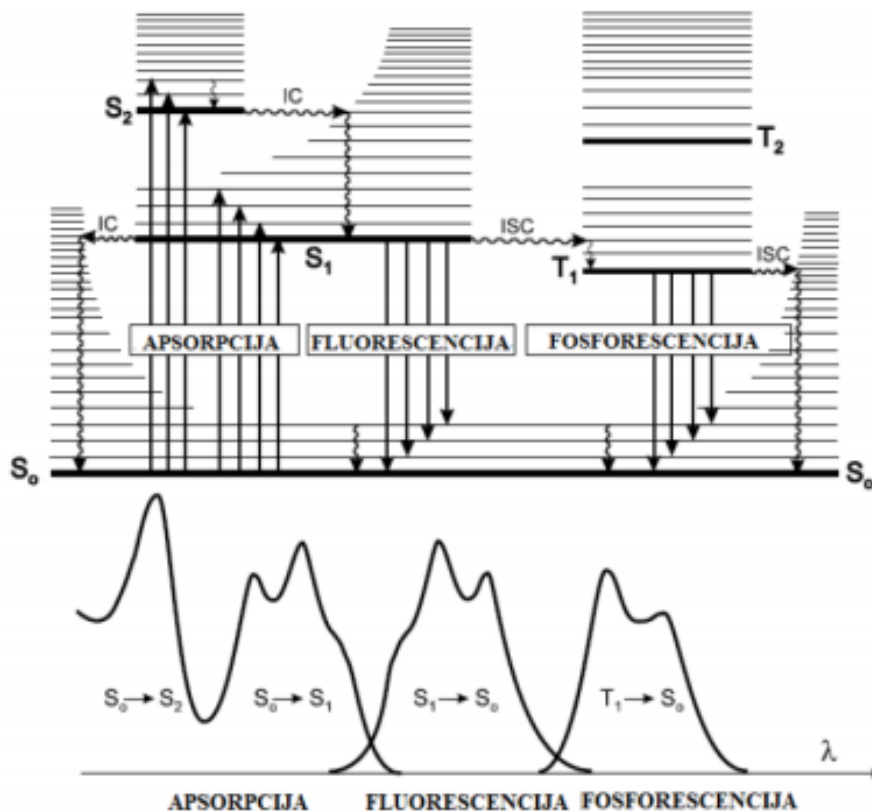 IC
S₂
T₂
IC
ISC
S₁
T₁
ISC
APSORPCIJA
FLUORESCENCIJA
FOSFORESCENCIJA
Sₒ
Sₒ
Sₒ→S₂
Sₒ→S₁
S₁→Sₒ
T₁→Sₒ
λ
APSORPCIJA
FLUORESCENCIJA
FOSFORESCENCIJA